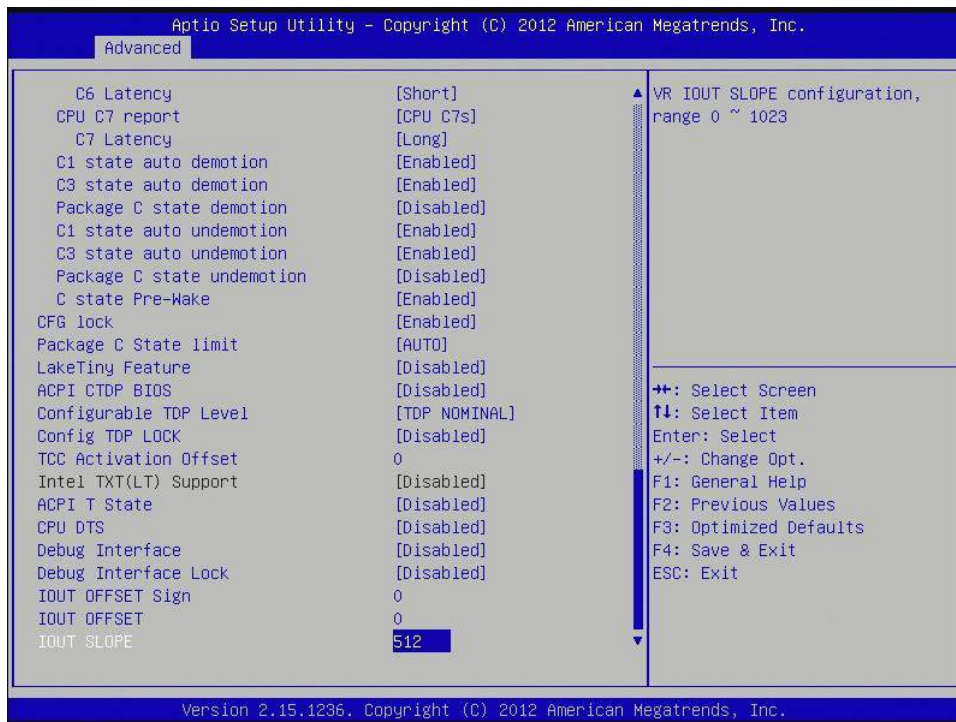 Aptio Setup Utility – Copyright (C) 2012 American Megatrends, Inc.
Advanced
C6 Latency [Short]
CPU C7 report [CPU C7s]
C7 Latency [Long]
C1 state auto demotion [Enabled]
C3 state auto demotion [Enabled]
Package C state demotion [Disabled]
C1 state auto undemotion [Enabled]
C3 state auto undemotion [Enabled]
Package C state undemotion [Disabled]
C state Pre-Wake [Enabled]
CFG lock [Enabled]
Package C State limit [AUTO]
LakeTiny Feature [Disabled]
ACPI CTDP BIOS [Disabled]
Configurable TDP Level [TDP NOMINAL]
Config TDP LOCK [Disabled]
TCC Activation Offset 0
Intel TXT(LT) Support [Disabled]
ACPI T State [Disabled]
CPU DTS [Disabled]
Debug Interface [Disabled]
Debug Interface Lock [Disabled]
IOUT OFFSET Sign 0
IOUT OFFSET 0
IOUT SLOPE 512
VR IOUT SLOPE configuration,
range 0 ~ 1023
→←: Select Screen
↑↓: Select Item
Enter: Select
+/-: Change Opt.
F1: General Help
F2: Previous Values
F3: Optimized Defaults
F4: Save & Exit
ESC: Exit
Version 2.15.1236. Copyright (C) 2012 American Megatrends, Inc.